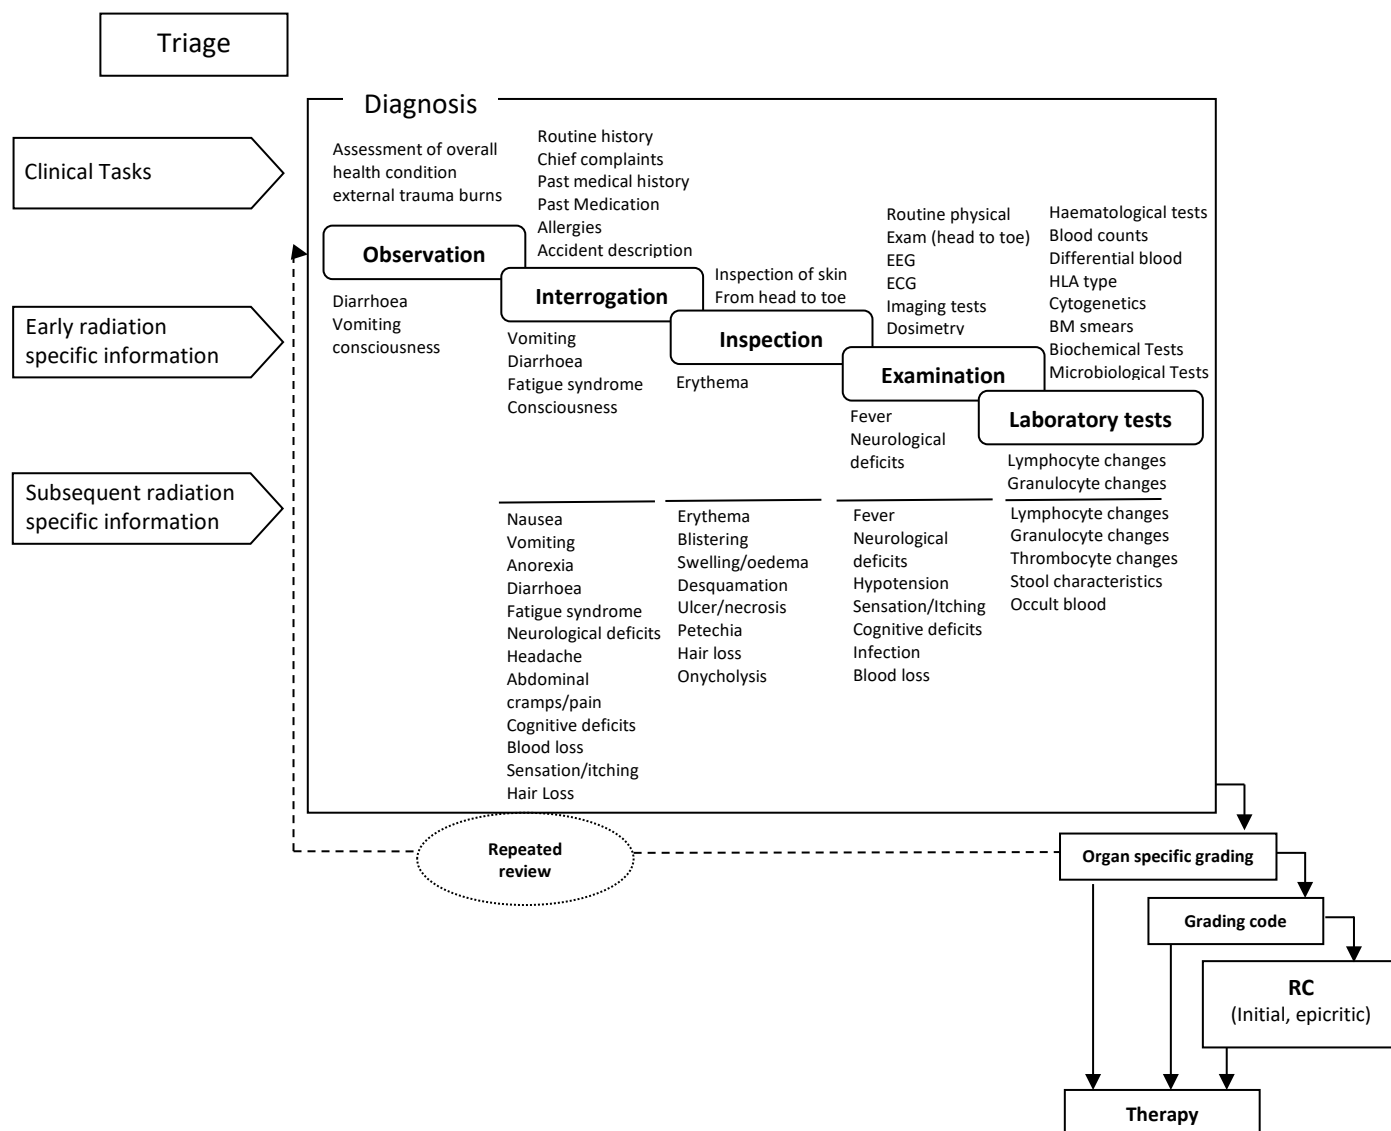 Triage
Diagnosis
Clinical Tasks
Assessment of overall
health condition
external trauma burns
Routine history
Chief complaints
Past medical history
Past Medication
Allergies
Accident description
Inspection of skin
From head to toe
Routine physical
Exam (head to toe)
EEG
ECG
Imaging tests
Dosimetry
Haematological tests
Blood counts
Differential blood
HLA type
Cytogenetics
BM smears
Biochemical Tests
Microbiological Tests
Observation
Interrogation
Inspection
Examination
Laboratory tests
Early radiation
specific information
Diarrhoea
Vomiting
consciousness
Vomiting
Diarrhoea
Fatigue syndrome
Consciousness
Erythema
Fever
Neurological
deficits
Lymphocyte changes
Granulocyte changes
Subsequent radiation
specific information
Nausea
Vomiting
Anorexia
Diarrhoea
Fatigue syndrome
Neurological deficits
Headache
Abdominal
cramps/pain
Cognitive deficits
Blood loss
Sensation/itching
Hair Loss
Erythema
Blistering
Swelling/oedema
Desquamation
Ulcer/necrosis
Petechia
Hair loss
Onycholysis
Fever
Neurological
deficits
Hypotension
Sensation/Itching
Cognitive deficits
Infection
Blood loss
Lymphocyte changes
Granulocyte changes
Thrombocyte changes
Stool characteristics
Occult blood
Repeated
review
Organ specific grading
Grading code
RC
(Initial, epicritic)
Therapy